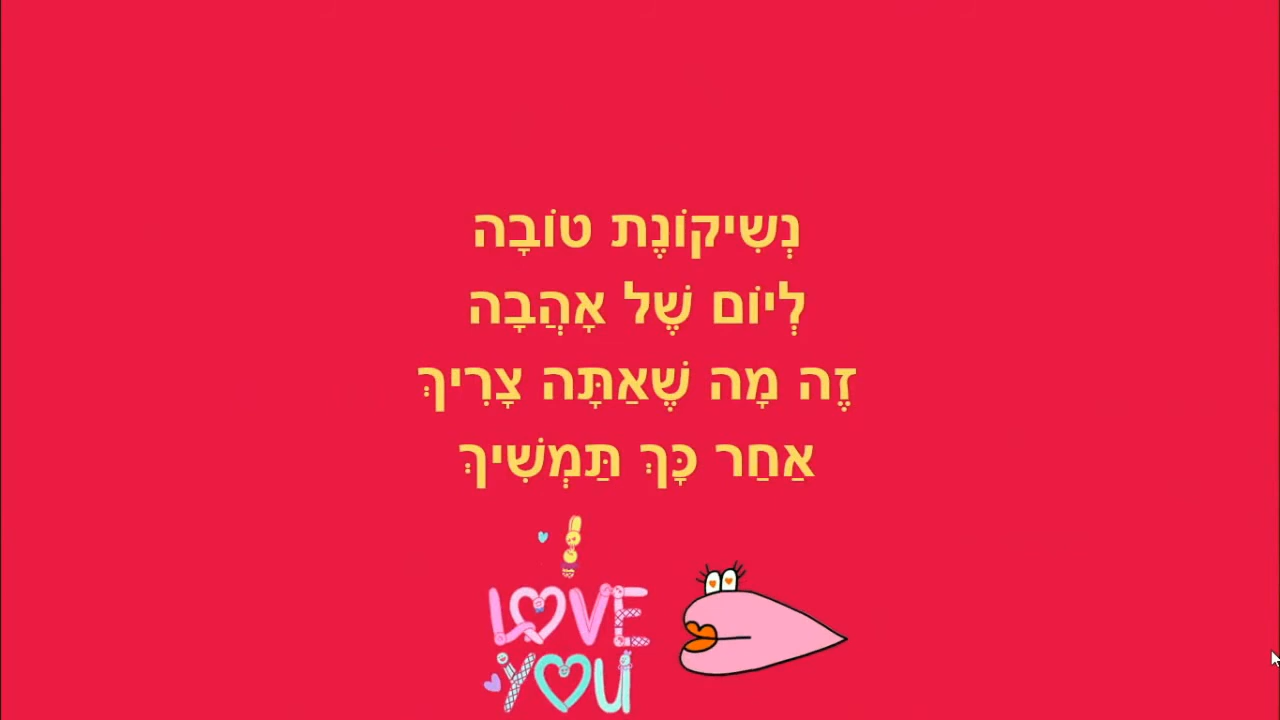 נְשִׁיקוֹנֶת טוֹבָה
לְיוֹם שֶׁל אָהֲבָה
זֶה מָה שֶׁאַתָּה צָרִיךְ
אַחַר כָּךְ תַּמְשִׁיךְ
I
LOVE
YOU